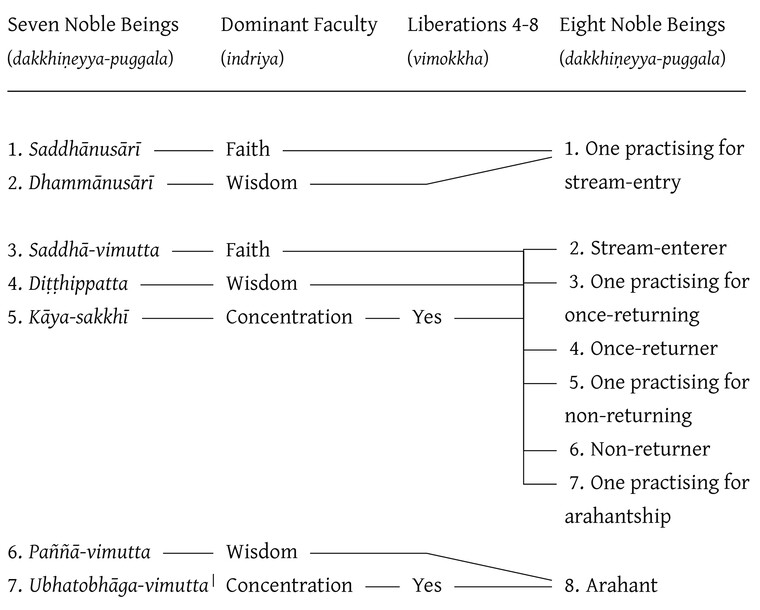 Seven Noble Beings Dominant Faculty Liberations 4-8 Eight Noble Beings
(dakkhiṇeyya-puggala) (indriya) (vimokkha) (dakkhiṇeyya-puggala)
1. Saddhānusārī Faith 1. One practising for
2. Dhammānusārī Wisdom stream-entry
3. Saddhā-vimutta Faith 2. Stream-enterer
4. Diṭṭhippatta Wisdom 3. One practising for
5. Kāya-sakkhī Concentration Yes once-returning
4. Once-returner
5. One practising for
non-returning
6. Non-returner
7. One practising for
arahantship
6. Paññā-vimutta Wisdom
7. Ubhatobhāga-vimutta Concentration Yes 8. Arahant